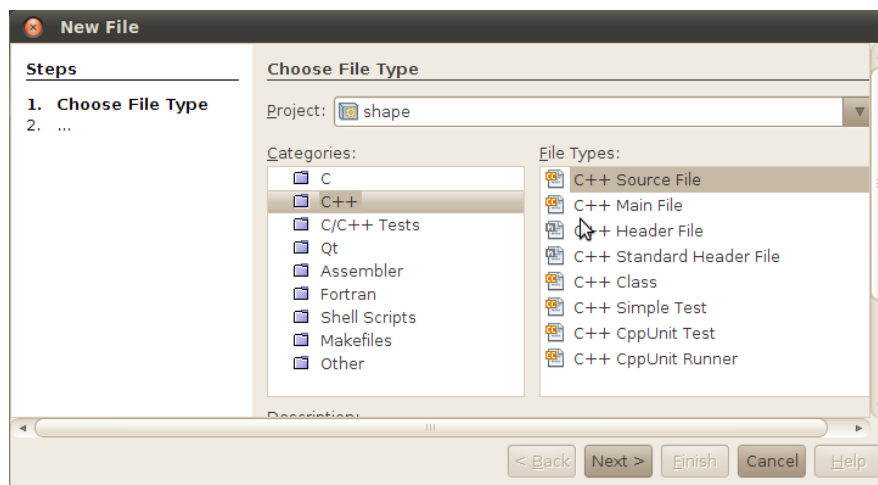 New File
Steps
1. Choose File Type
2. ...
Choose File Type
Project: shape
Categories:
C
C++
C/C++ Tests
Qt
Assembler
Fortran
Shell Scripts
Makefiles
Other
File Types:
C++ Source File
C++ Main File
C++ Header File
C++ Standard Header File
C++ Class
C++ Simple Test
C++ CppUnit Test
C++ CppUnit Runner
Description:
< Back
Next >
Finish
Cancel
Help